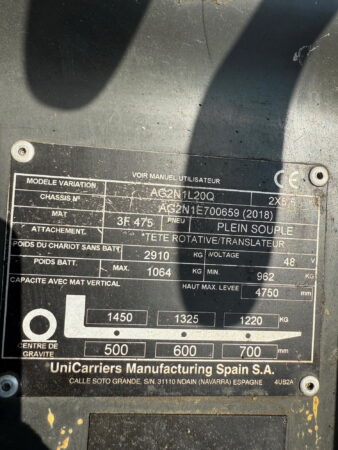 VOIR MANUEL UTILISATEUR
CE
MODELE VARIATION AG2N1L20Q 2X5,5
CHASSIS Nº AG2N1E700659 (2018)
MAT 3F 475 PNEU PLEIN SOUPLE
ATTACHEMENT. *TETE ROTATIVE/TRANSLATEUR
POIDS DU CHARIOT SANS BATT. 2910 KG VOLTAGE 48 V
POIDS BATT. MAX. 1064 KG MIN. 962 KG
CAPACITE AVEC MAT VERTICAL HAUT MAX. LEVEE 4750 mm
1450 1325 1220 KG
CENTRE DE GRAVITE 500 600 700 mm
UniCarriers Manufacturing Spain S.A.
CALLE SOTO GRANDE, S/N, 31110 NOAIN (NAVARRA) ESPAGNE 4UB2A